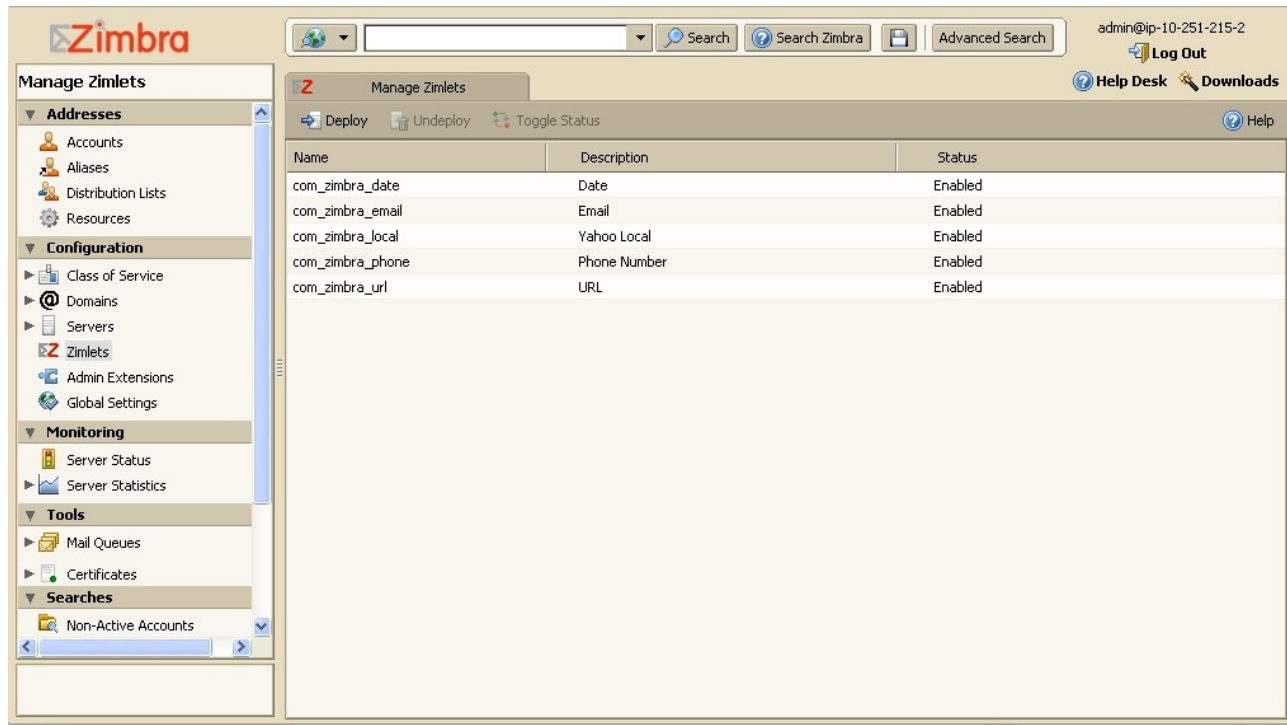 Zimbra
Search
Search Zimbra
Advanced Search
admin@ip-10-251-215-2
Log Out
Help Desk
Downloads
Manage Zimlets
Addresses
Accounts
Aliases
Distribution Lists
Resources
Configuration
Class of Service
Domains
Servers
Zimlets
Admin Extensions
Global Settings
Monitoring
Server Status
Server Statistics
Tools
Mail Queues
Certificates
Searches
Non-Active Accounts
Manage Zimlets
Deploy Undeploy Toggle Status Help
Name Description Status
com_zimbra_date Date Enabled
com_zimbra_email Email Enabled
com_zimbra_local Yahoo Local Enabled
com_zimbra_phone Phone Number Enabled
com_zimbra_url URL Enabled